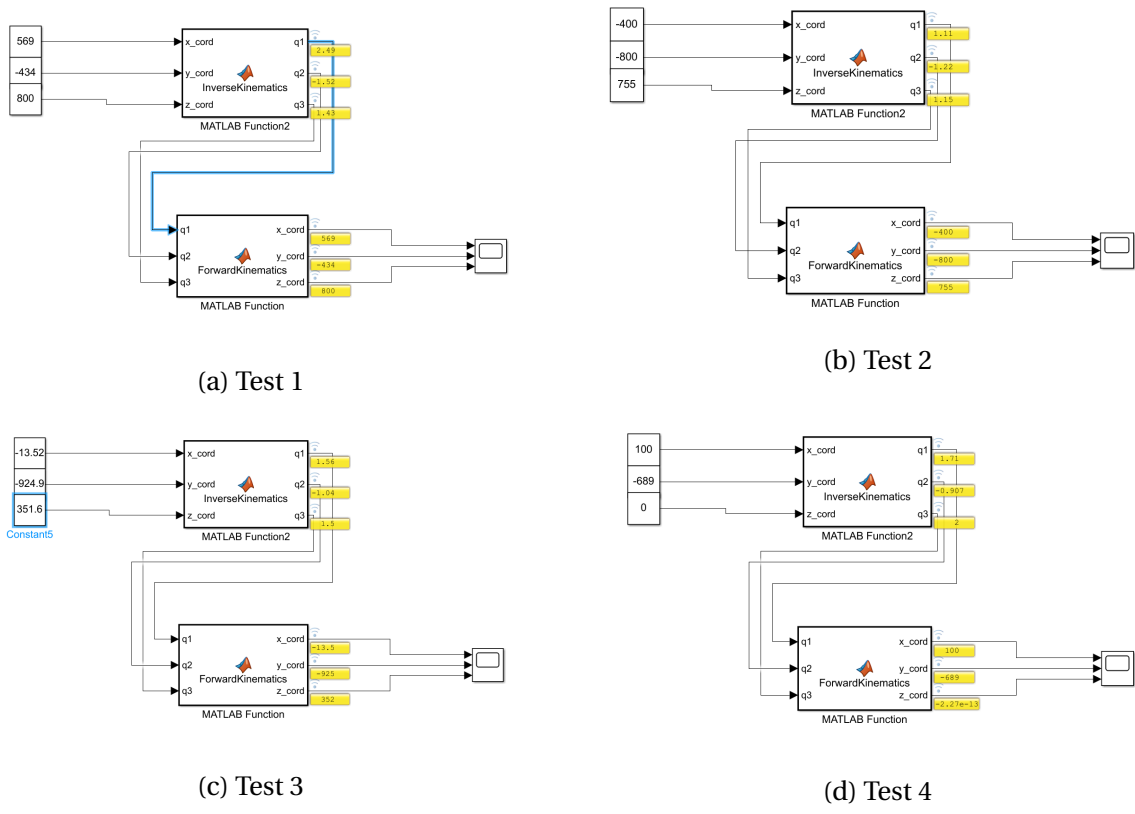 569
-434
800
x_cord
y_cord
z_cord
InverseKinematics
q1
q2
q3
2.49
-1.52
1.43
MATLAB Function2
q1
q2
q3
ForwardKinematics
x_cord
y_cord
z_cord
569
-434
800
MATLAB Function
(a) Test 1
-400
-800
755
x_cord
y_cord
z_cord
InverseKinematics
q1
q2
q3
1.11
-1.22
1.15
MATLAB Function2
q1
q2
q3
ForwardKinematics
x_cord
y_cord
z_cord
-400
-800
755
MATLAB Function
(b) Test 2
-13.52
-924.9
351.6
Constant5
x_cord
y_cord
z_cord
InverseKinematics
q1
q2
q3
1.56
-1.04
1.5
MATLAB Function2
q1
q2
q3
ForwardKinematics
x_cord
y_cord
z_cord
-13.5
-925
352
MATLAB Function
(c) Test 3
100
-689
0
x_cord
y_cord
z_cord
InverseKinematics
q1
q2
q3
1.71
-0.907
2
MATLAB Function2
q1
q2
q3
ForwardKinematics
x_cord
y_cord
z_cord
100
-689
-2.27e-13
MATLAB Function
(d) Test 4